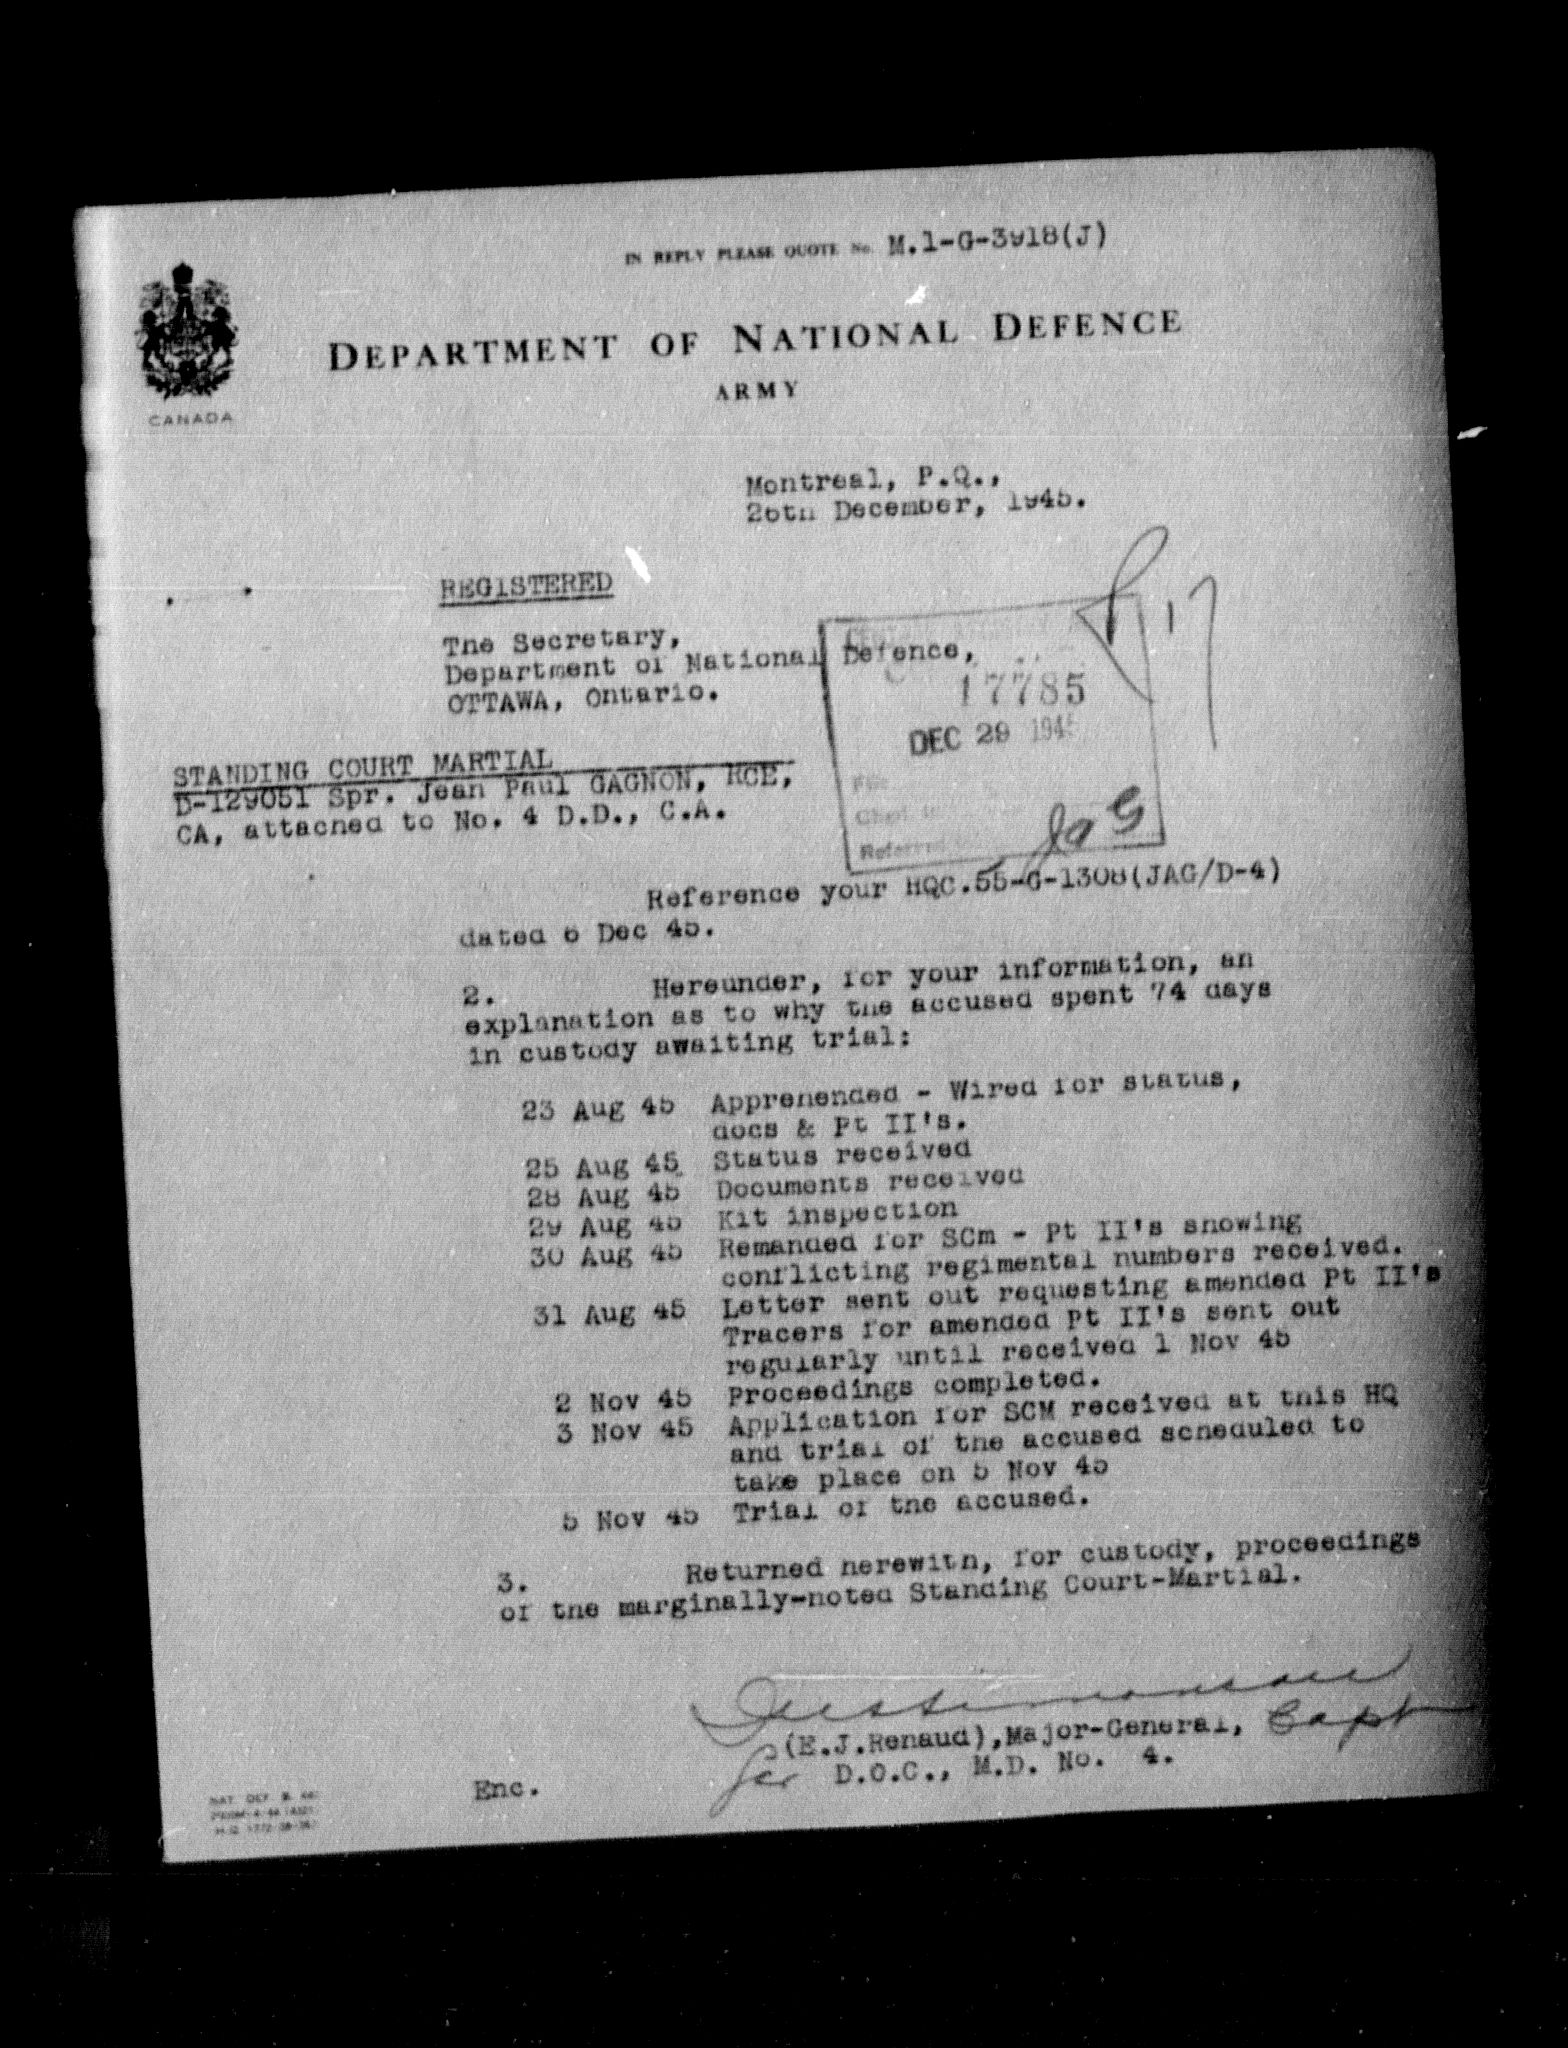 IN REPLY PLEASE QUOTE No. M.1-G-3918(J)
CANADA
DEPARTMENT OF NATIONAL DEFENCE
ARMY
Montreal, P.Q.,
26th December, 1945.
REGISTERED
The Secretary,
Department of National Defence,
OTTAWA, Ontario.
17785
DEC 29 1945
Referred
JAG
STANDING COURT MARTIAL
D-129051 Spr. Jean Paul GAGNON, RCE,
CA, attached to No. 4 D.D., C.A.
Reference your HQC.55-G-1308(JAG/D-4)
dated 6 Dec 45.
2. Hereunder, for your information, an
explanation as to why the accused spent 74 days
in custody awaiting trial:
23 Aug 45 Apprehended - Wired for status,
docs & Pt II's.
25 Aug 45 Status received
28 Aug 45 Documents received
29 Aug 45 Kit inspection
30 Aug 45 Remanded for SCm - Pt II's showing
conflicting regimental numbers received.
31 Aug 45 Letter sent out requesting amended Pt II's
Tracers for amended Pt II's sent out
regularly until received 1 Nov 45
2 Nov 45 Proceedings completed.
3 Nov 45 Application for SCM received at this HQ
and trial of the accused scheduled to
take place on 5 Nov 45
5 Nov 45 Trial of the accused.
3. Returned herewith, for custody, proceedings
of the marginally-noted Standing Court-Martial.
(E.J.Renaud),Major-General, Capt
for D.O.C., M.D. No. 4.
Enc.